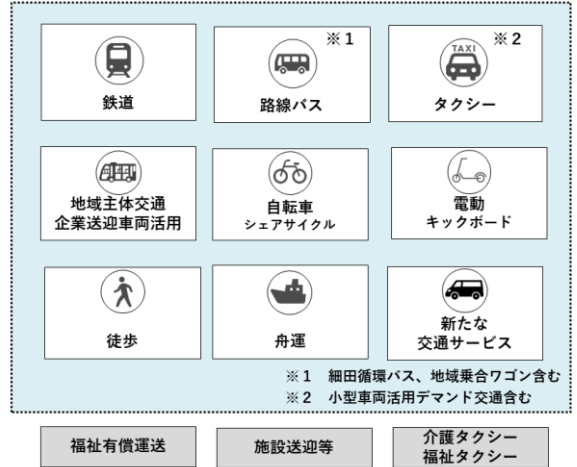 ※1
TAXI
※2
鉄道
路線バス
タクシー
地域主体交通
企業送迎車両活用
自転車
シェアサイクル
電動
キックボード
徒歩
舟運
新たな
交通サービス
※1 細田循環バス、地域乗合ワゴン含む
※2 小型車両活用デマンド交通含む
福祉有償運送
施設送迎等
介護タクシー
福祉タクシー